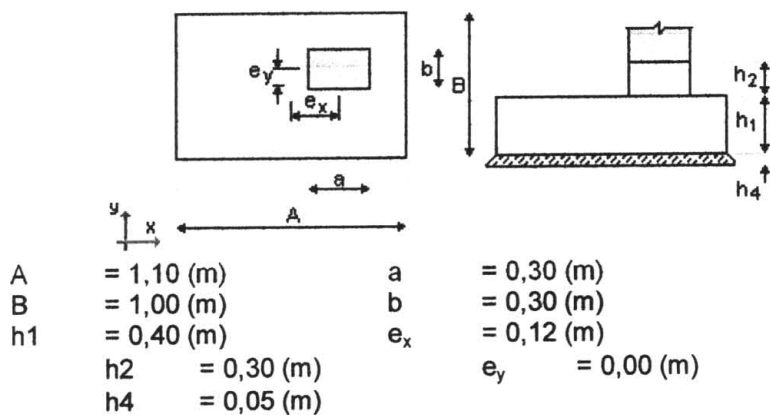 e_y
e_x
a
A
y
x
b
B
h2
h1
h4
A = 1,10 (m) a = 0,30 (m)
B = 1,00 (m) b = 0,30 (m)
h1 = 0,40 (m) e_x = 0,12 (m)
h2 = 0,30 (m) e_y = 0,00 (m)
h4 = 0,05 (m)